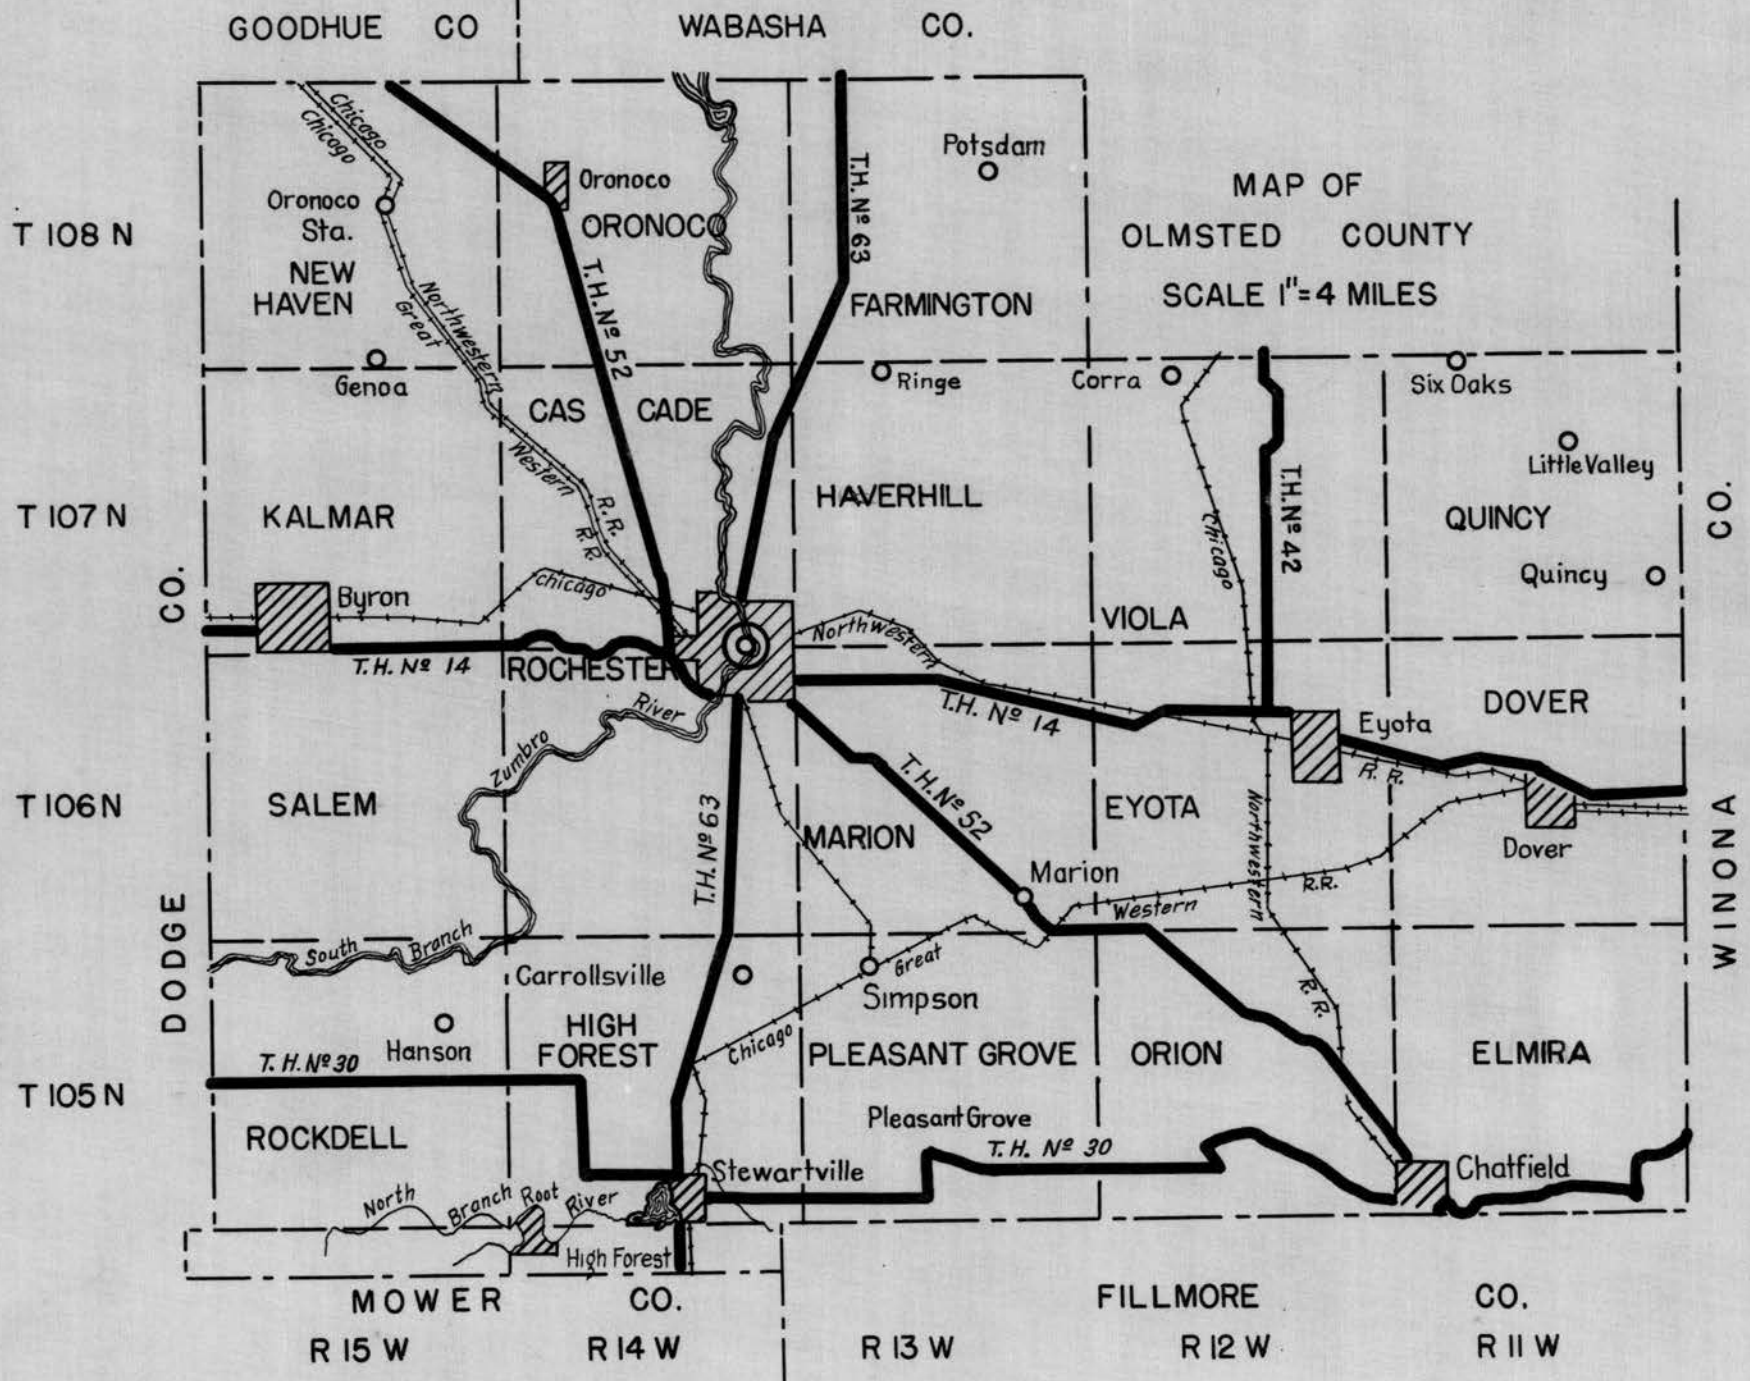 GOODHUE CO
WABASHA CO.
Chicago
Chicago
Oronoco
Sta.
NEW
HAVEN
Northwestern
Great
Genoa
Oronoco
ORONOCO
T.H. Nº 52
T.H. Nº 63
Potsdam
FARMINGTON
MAP OF
OLMSTED COUNTY
SCALE 1"=4 MILES
T 108 N
CASCADE
Western
R.R.
R.R.
Ringe
Corra
Six Oaks
Little Valley
T 107 N
KALMAR
HAVERHILL
Chicago
T.H. Nº 42
QUINCY
Quincy
CO.
CO.
Byron
Chicago
VIOLA
Northwestern
T.H. Nº 14
ROCHESTER
River
Zumbro
T.H. Nº 14
Eyota
DOVER
R. R.
T 106 N
SALEM
T.H. Nº 63
MARION
T.H. Nº 52
EYOTA
Northwestern
Dover
Marion
Western
R.R.
WINONA
DODGE
South Branch
Carrollsville
Great
Simpson
R. R.
HIGH
FOREST
Hanson
Chicago
PLEASANT GROVE
ORION
ELMIRA
T. H. Nº 30
T 105 N
ROCKDELL
Pleasant Grove
T. H. Nº 30
Stewartville
Chatfield
North Branch Root River
High Forest
MOWER CO.
FILLMORE CO.
R 15 W
R 14 W
R 13 W
R 12 W
R 11 W